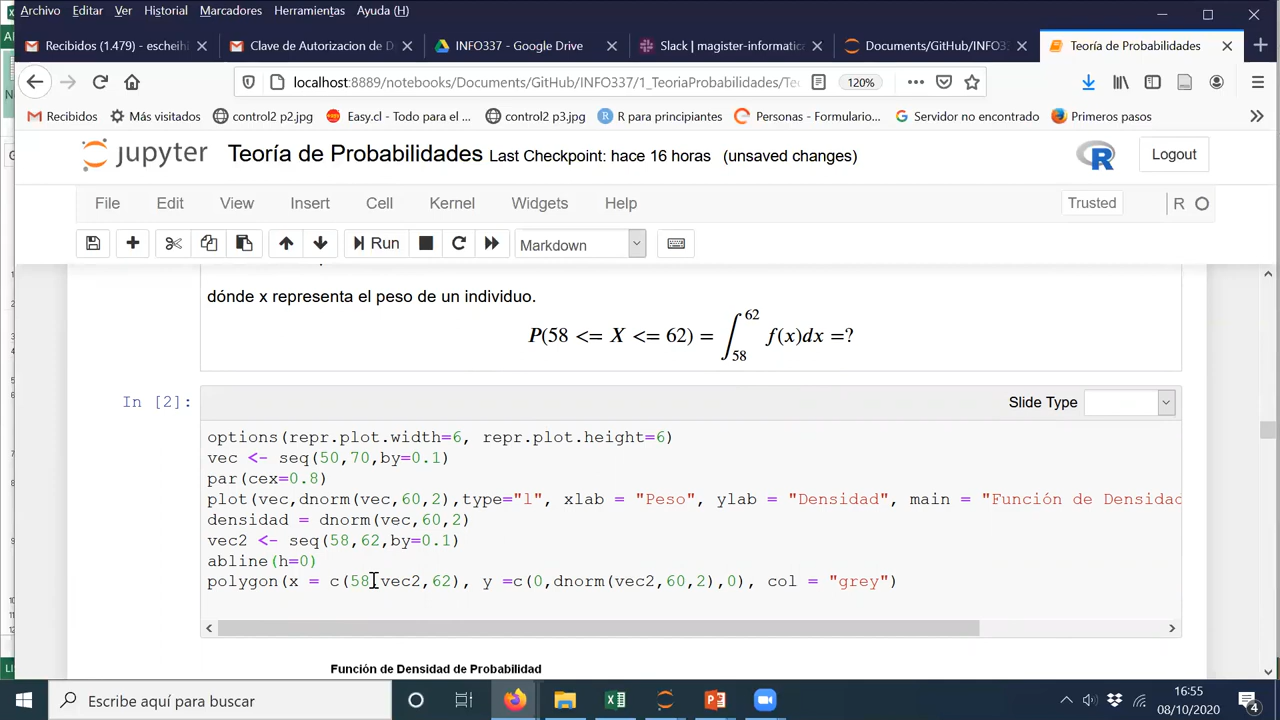 Archivo Editar Ver Historial Marcadores Herramientas Ayuda (H)
Recibidos (1.479) - escheih
Clave de Autorizacion de D
INFO337 - Google Drive
Slack | magister-informatic
Documents/GitHub/INFO33
Teoría de Probabilidades
localhost:8889/notebooks/Documents/GitHub/INFO337/1_TeoriaProbabilidades/Te
120%
Recibidos
Más visitados
control2 p2.jpg
Easy.cl - Todo para el ...
control2 p3.jpg
R para principiantes
Personas - Formulario...
Servidor no encontrado
Primeros pasos
jupyter Teoría de Probabilidades Last Checkpoint: hace 16 horas (unsaved changes)
Logout
File Edit View Insert Cell Kernel Widgets Help
Trusted
R
Run
Markdown
dónde x representa el peso de un individuo.
P(58 <= X <= 62) = ∫₅₈⁶² f(x)dx =?
In [2]:
Slide Type
options(repr.plot.width=6, repr.plot.height=6)
vec <- seq(50,70,by=0.1)
par(cex=0.8)
plot(vec,dnorm(vec,60,2),type="l", xlab = "Peso", ylab = "Densidad", main = "Función de Densidad
densidad = dnorm(vec,60,2)
vec2 <- seq(58,62,by=0.1)
abline(h=0)
polygon(x = c(58,vec2,62), y =c(0,dnorm(vec2,60,2),0), col = "grey")
Función de Densidad de Probabilidad
Escribe aquí para buscar
16:55
08/10/2020
4